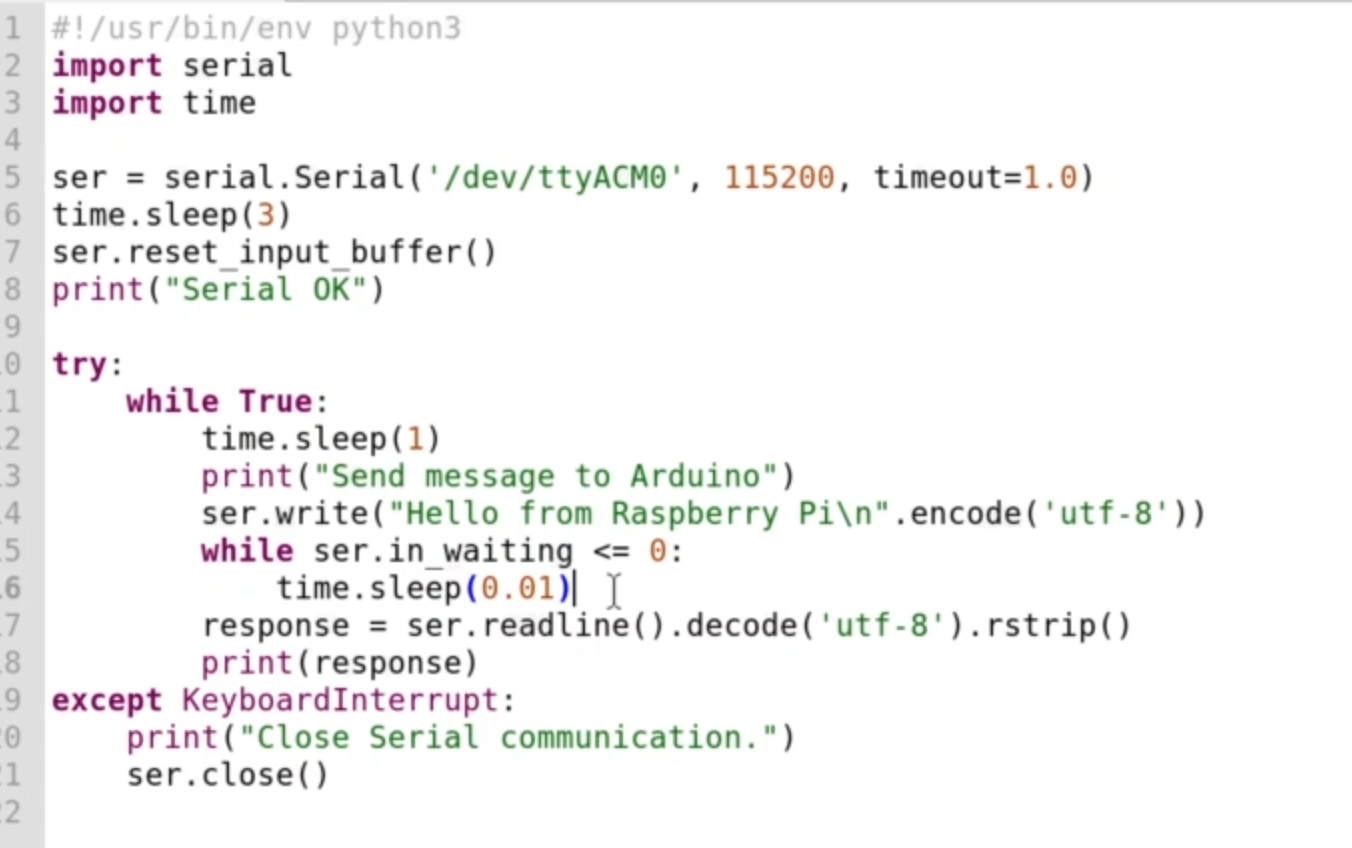 1 #!/usr/bin/env python3
2 import serial
3 import time
4
5 ser = serial.Serial('/dev/ttyACM0', 115200, timeout=1.0)
6 time.sleep(3)
7 ser.reset_input_buffer()
8 print("Serial OK")
9
0 try:
1     while True:
2         time.sleep(1)
3         print("Send message to Arduino")
4         ser.write("Hello from Raspberry Pi\n".encode('utf-8'))
5         while ser.in_waiting <= 0:
6             time.sleep(0.01)
7         response = ser.readline().decode('utf-8').rstrip()
8         print(response)
9 except KeyboardInterrupt:
0     print("Close Serial communication.")
1     ser.close()
2